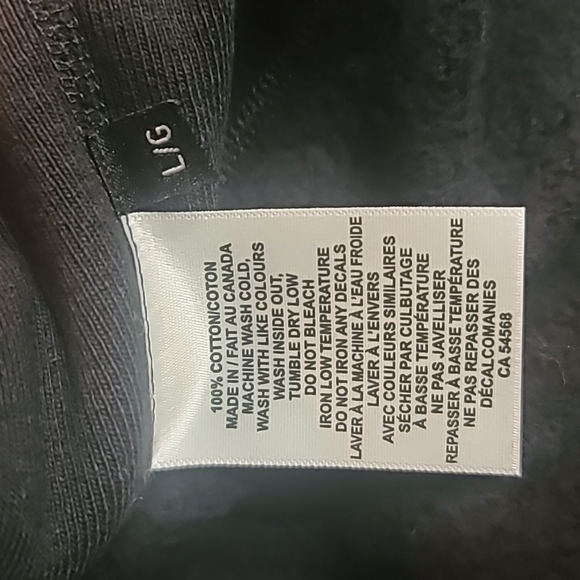 L/G
100% COTTON/COTON
MADE IN / FAIT AU CANADA
MACHINE WASH COLD,
WASH WITH LIKE COLOURS
WASH INSIDE OUT,
TUMBLE DRY LOW
DO NOT BLEACH
IRON LOW TEMPERATURE
DO NOT IRON ANY DECALS
LAVER À LA MACHINE À L'EAU FROIDE
LAVER À L'ENVERS
AVEC COULEURS SIMILAIRES
SÉCHER PAR CULBUTAGE
À BASSE TEMPÉRATURE
NE PAS JAVELLISER
REPASSER À BASSE TEMPÉRATURE
NE PAS REPASSER DES
DÉCALCOMANIES
CA 54568